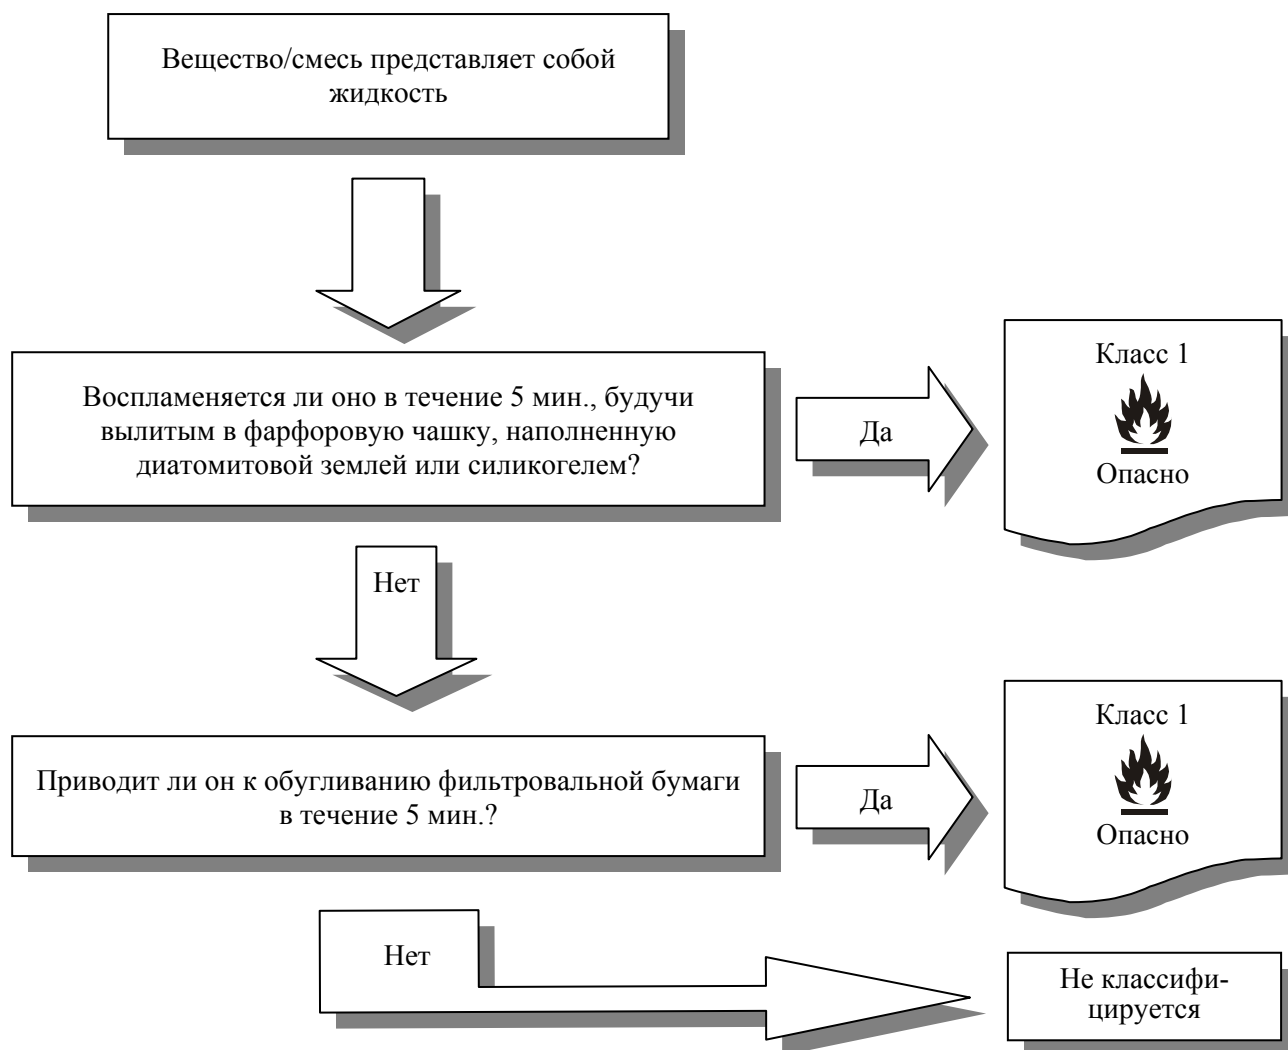 Вещество/смесь представляет собой
жидкость
Воспламеняется ли оно в течение 5 мин., будучи
вылитым в фарфоровую чашку, наполненную
диатомитовой землей или силикогелем?
Да
Класс 1
Опасно
Нет
Приводит ли он к обугливанию фильтровальной бумаги
в течение 5 мин.?
Да
Класс 1
Опасно
Нет
Не классифи-
цируется